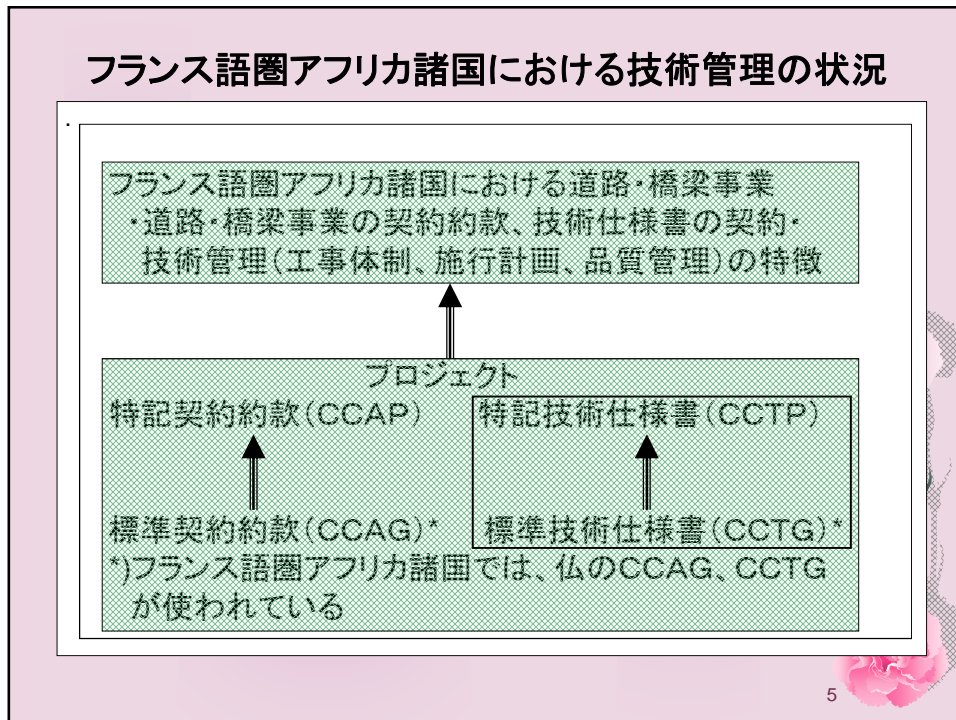 フランス語圏アフリカ諸国における技術管理の状況
.
フランス語圏アフリカ諸国における道路・橋梁事業
・道路・橋梁事業の契約約款、技術仕様書の契約・
技術管理(工事体制、施行計画、品質管理)の特徴
プロジェクト
特記契約約款(CCAP) 特記技術仕様書(CCTP)
標準契約約款(CCAG)* 標準技術仕様書(CCTG)*
*)フランス語圏アフリカ諸国では、仏のCCAG、CCTG
が使われている
5